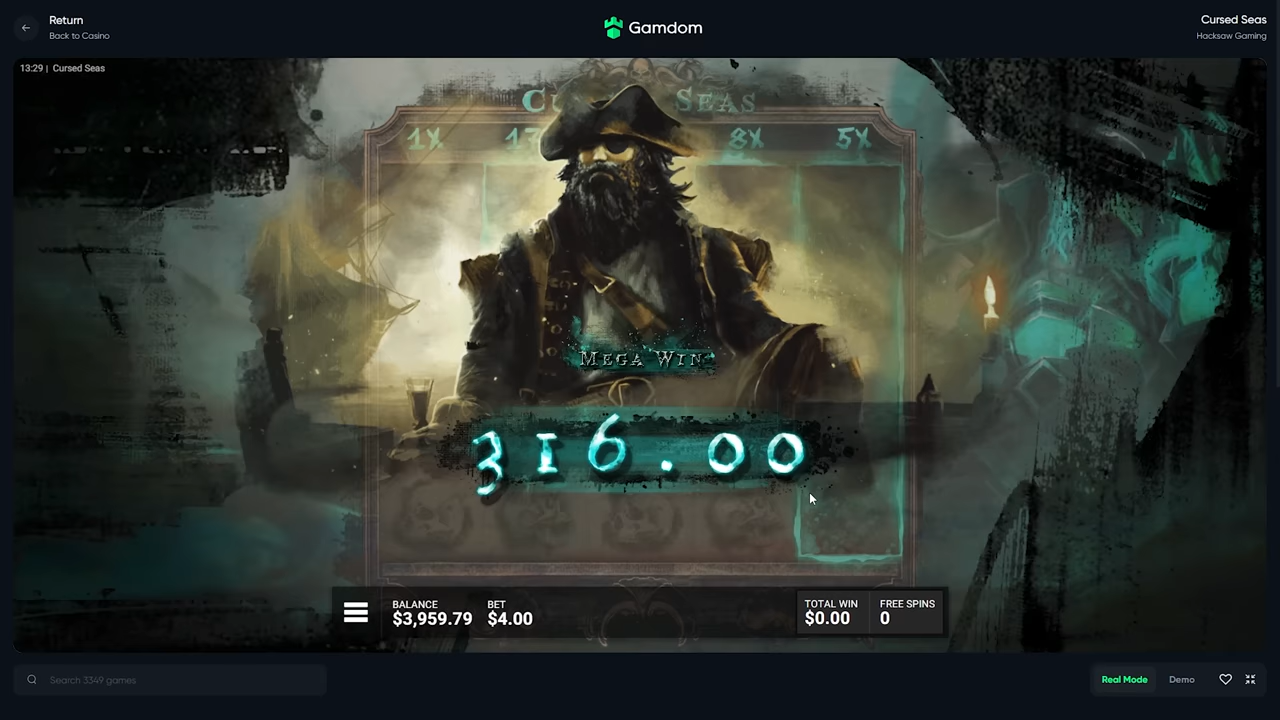 Return
Back to Casino
Gamdom
Cursed Seas
Hacksaw Gaming
13:29 | Cursed Seas
Seas
1X 8X 5X
Mega Win
316.00
BALANCE BET TOTAL WIN FREE SPINS
$3,959.79 $4.00 $0.00 0
Search 3349 games
Real Mode Demo